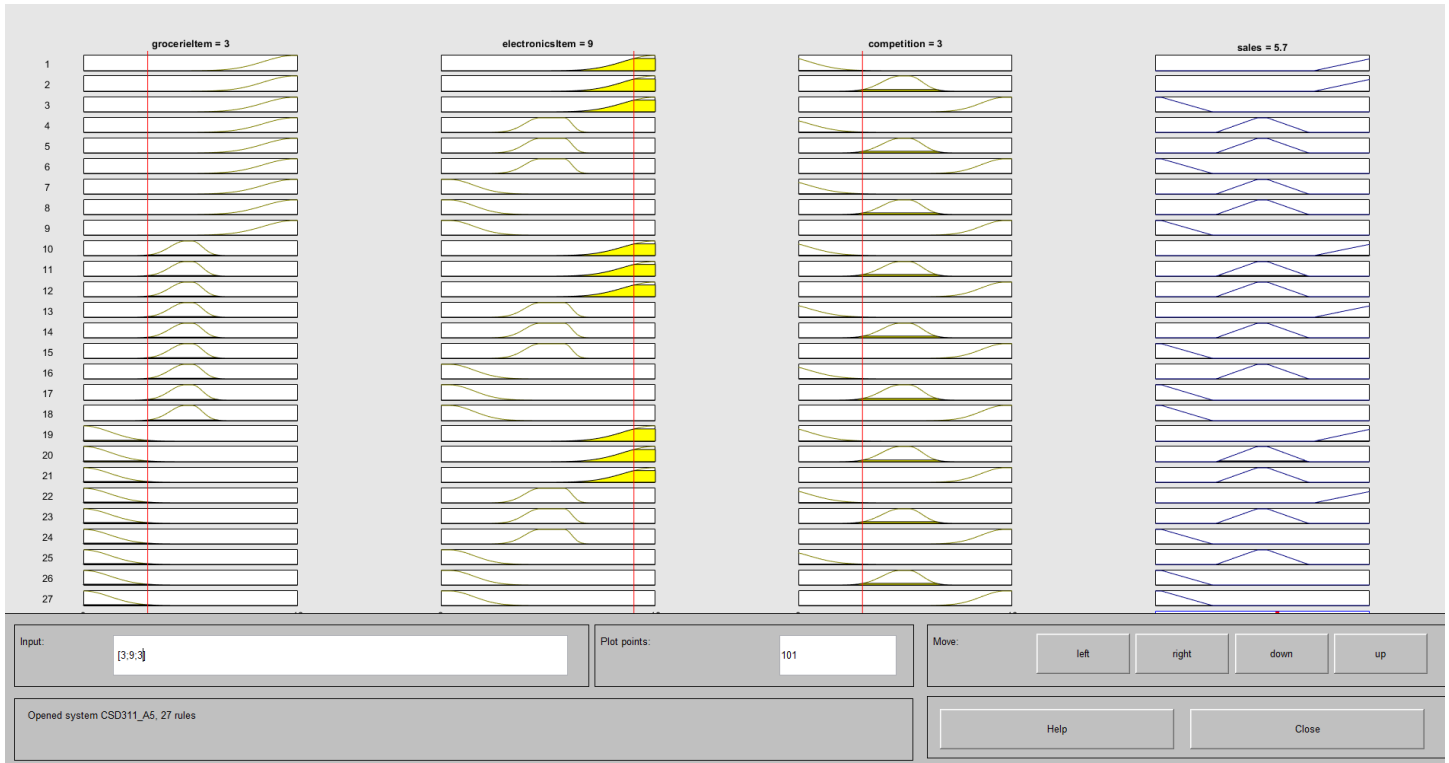 grocerieItem = 3
electronicsItem = 9
competition = 3
sales = 5.7
1
2
3
4
5
6
7
8
9
10
11
12
13
14
15
16
17
18
19
20
21
22
23
24
25
26
27
Input:
[3;9;3]
Plot points:
101
Move:
left
right
down
up
Opened system CSD311_A5, 27 rules
Help
Close